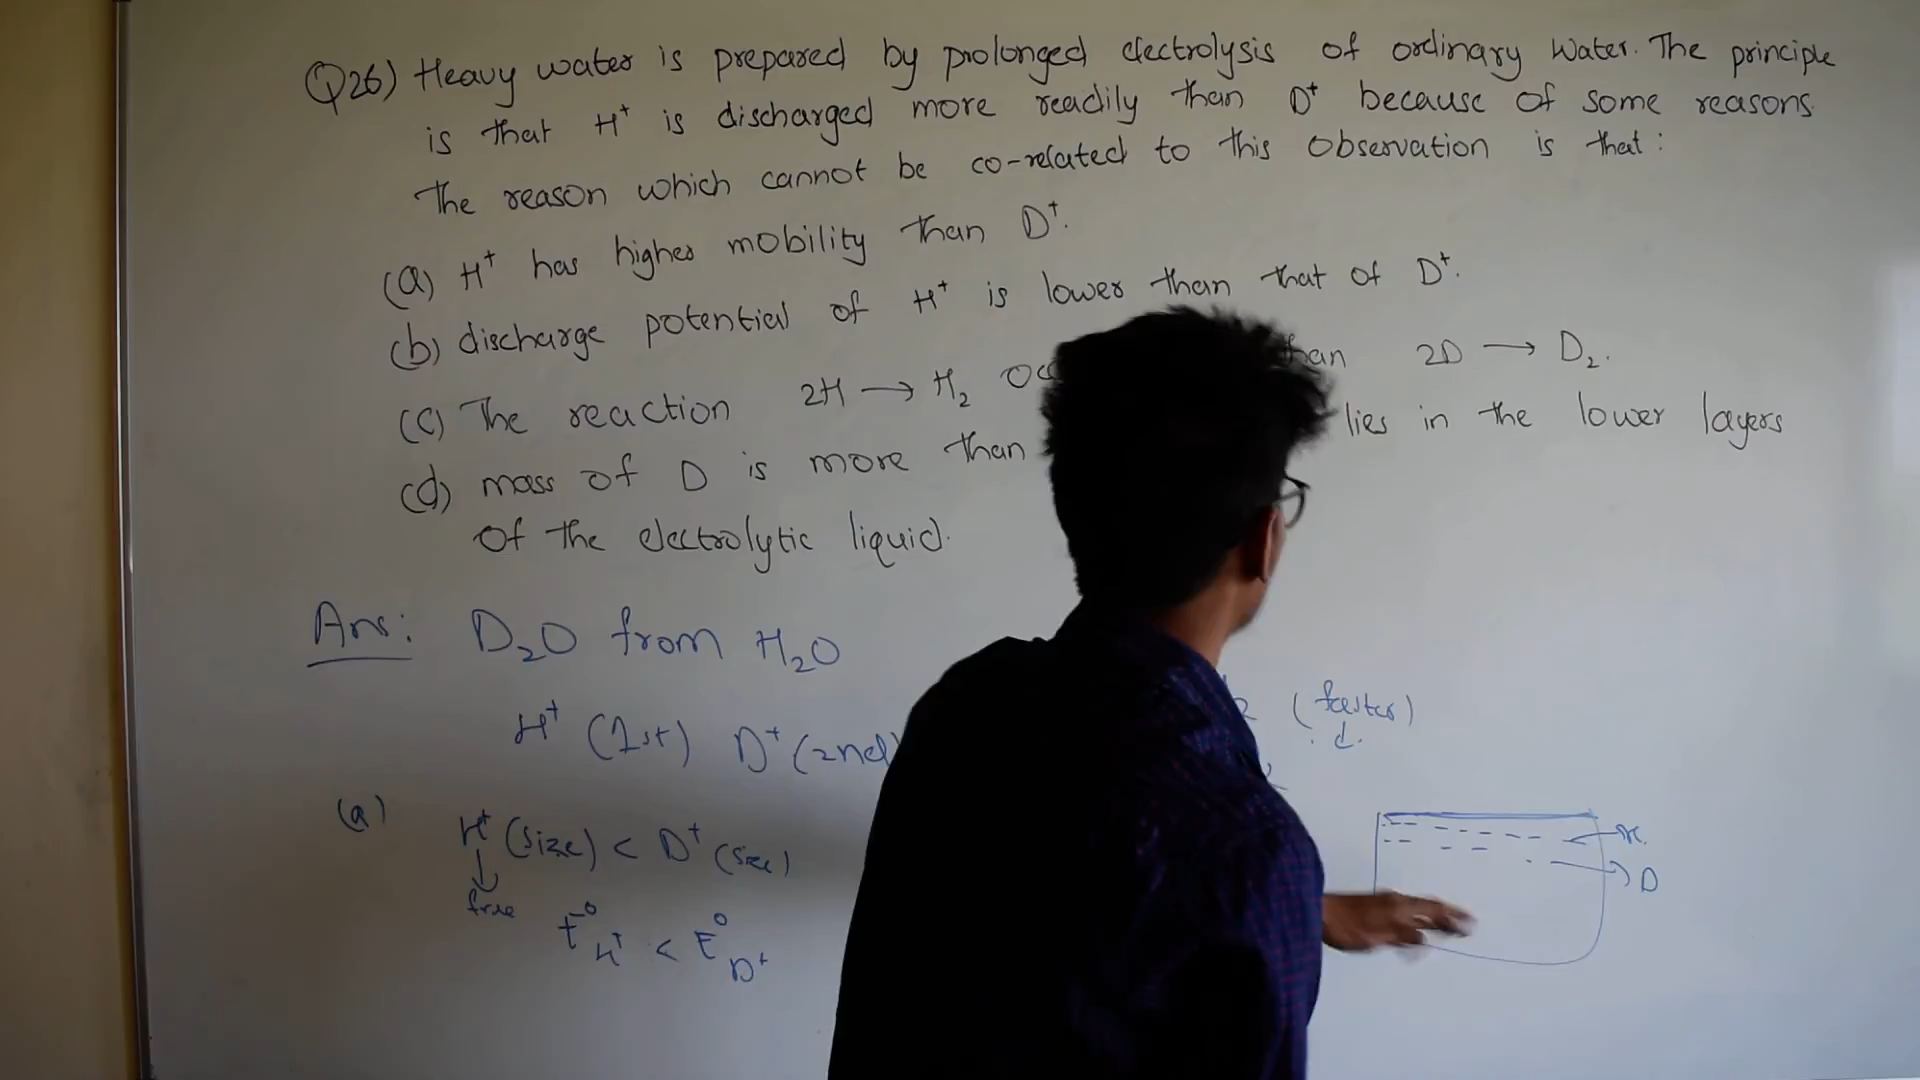 Q26) Heavy water is prepared by prolonged electrolysis of ordinary water. The principle
is that H⁺ is discharged more readily than D⁺ because of some reasons.
The reason which cannot be co-related to this observation is that :
(a) H⁺ has higher mobility than D⁺.
(b) discharge potential of H⁺ is lower than that of D⁺.
(c) The reaction 2H → H₂ than 2D → D₂.
(d) mass of D is more than lies in the lower layers
of the electrolytic liquid.
Ans: D₂O from H₂O
H⁺ (1st) D⁺ (2nd)
2 (faster)
(a) H⁺ (size) < D⁺ (size)
free
E⁰H⁺ < E⁰D⁺
D